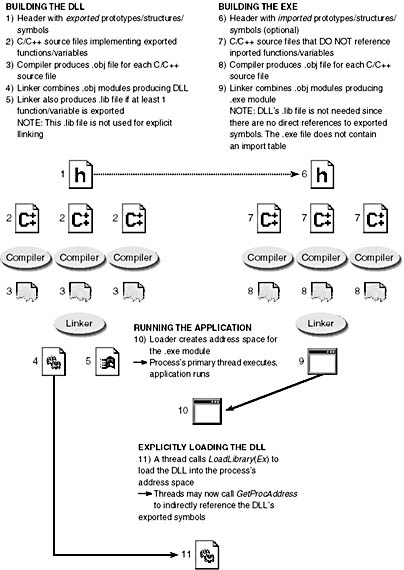 BUILDING THE DLL
1) Header with exported prototypes/structures/
symbols
2) C/C++ source files implementing exported
functions/variables
3) Compiler produces .obj file for each C/C++
source file
4) Linker combines .obj modules producing DLL
5) Linker also produces .lib file if at least 1
function/variable is exported
NOTE: This .lib file is not used for explicit
llinking
BUILDING THE EXE
6) Header with imported prototypes/structures/
symbols (optional)
7) C/C++ source files that DO NOT reference
inported functions/variables
8) Compiler produces .obj file for each C/C++
source file
9) Linker combines .obj modules producing
.exe module
NOTE: DLL's .lib file is not needed since
there are no direct references to exported
symbols. The .exe file does not contain
an import table
1 h
6 h
2 C++ 2 C++ 2 C++
7 C++ 7 C++ 7 C++
Compiler Compiler Compiler
Compiler Compiler Compiler
3 3 3
8 8 8
Linker
Linker
4 5
9
RUNNING THE APPLICATION
10) Loader creates address space for
the .exe module
Process's primary thread executes,
application runs
10
EXPLICITLY LOADING THE DLL
11) A thread calls LoadLibrary(Ex) to
load the DLL into the process's
address space
Threads may now call GetProcAddress
to indirectly reference the DLL's
exported symbols
11